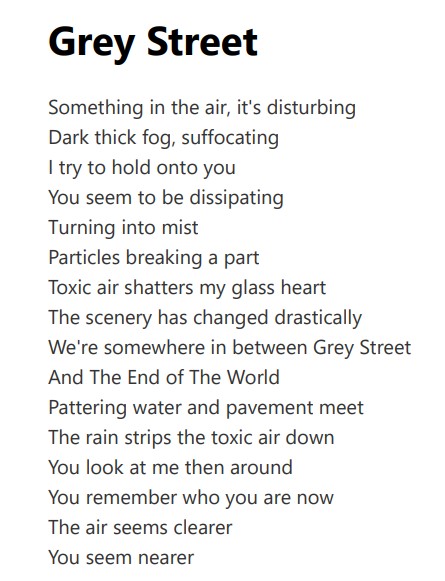 Grey Street
Something in the air, it's disturbing
Dark thick fog, suffocating
I try to hold onto you
You seem to be dissipating
Turning into mist
Particles breaking a part
Toxic air shatters my glass heart
The scenery has changed drastically
We're somewhere in between Grey Street
And The End of The World
Pattering water and pavement meet
The rain strips the toxic air down
You look at me then around
You remember who you are now
The air seems clearer
You seem nearer